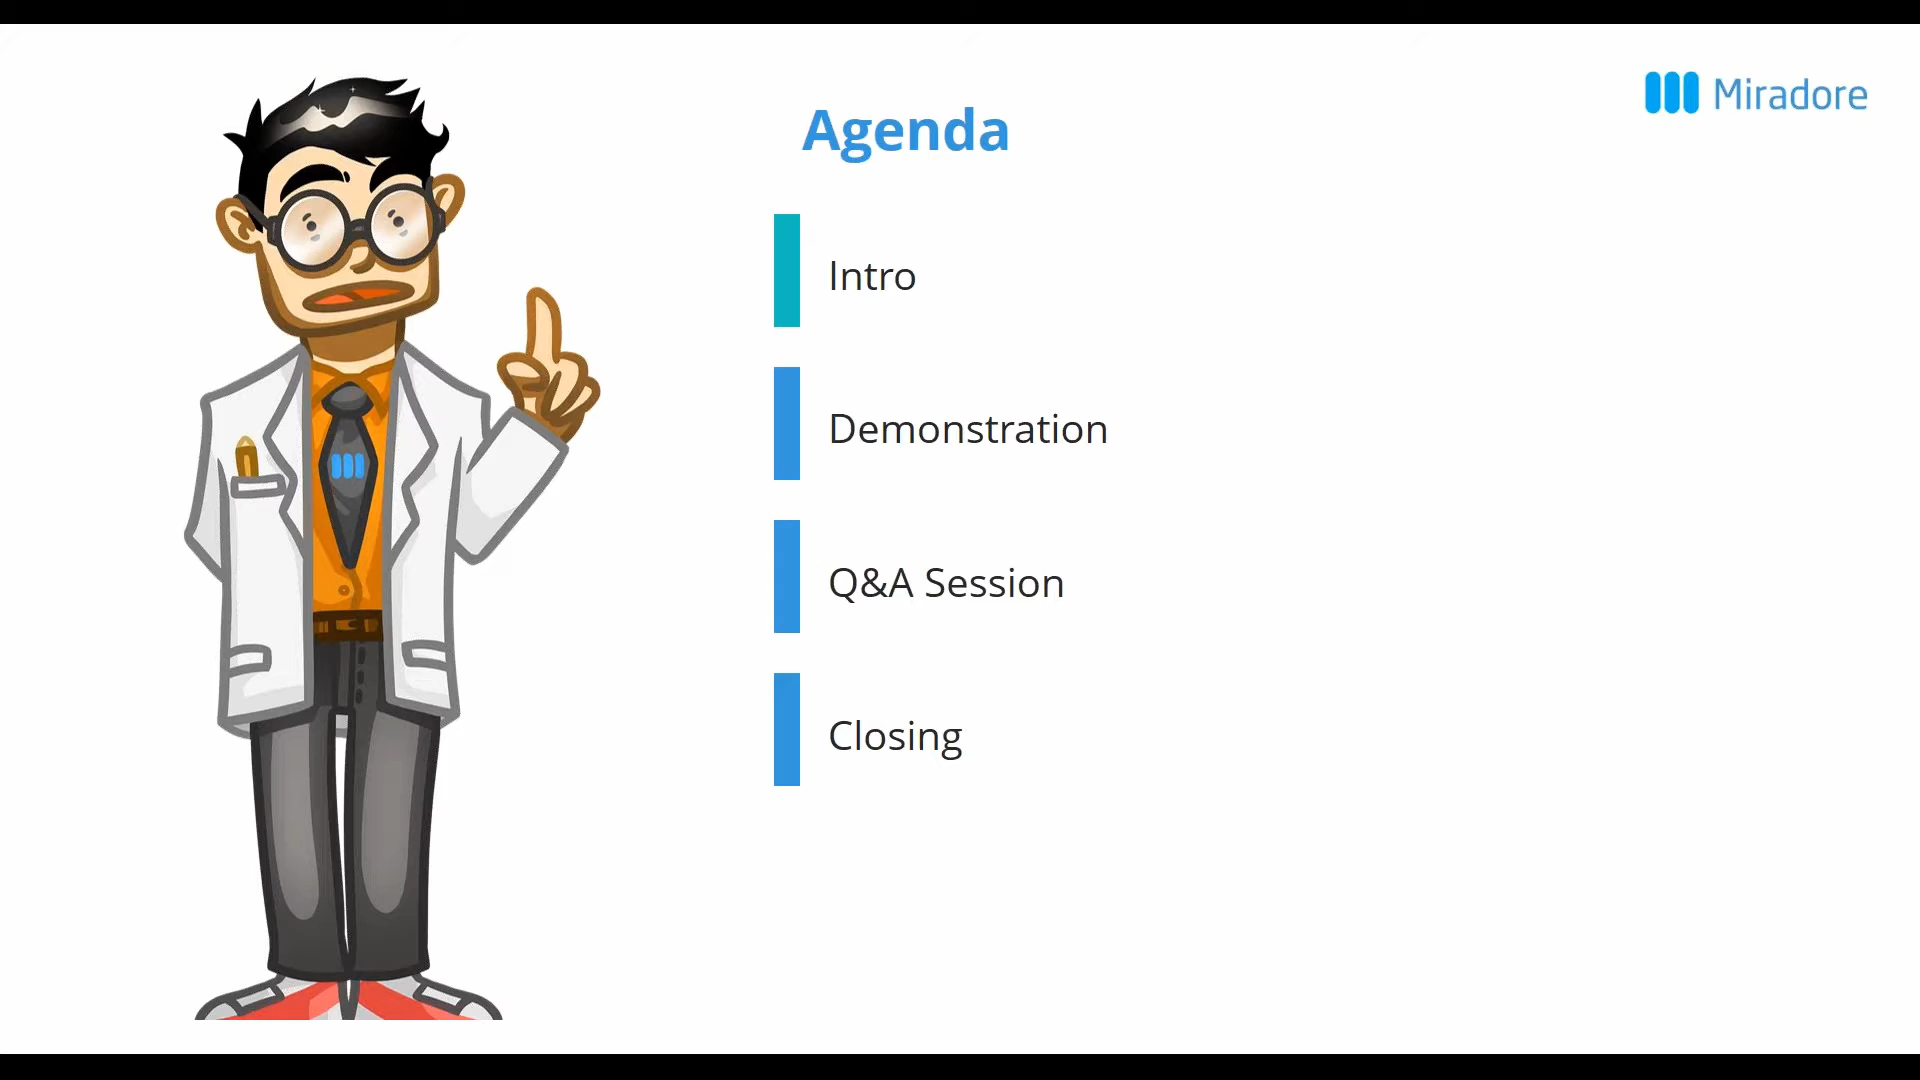 Miradore
Agenda
Intro
Demonstration
Q&A Session
Closing